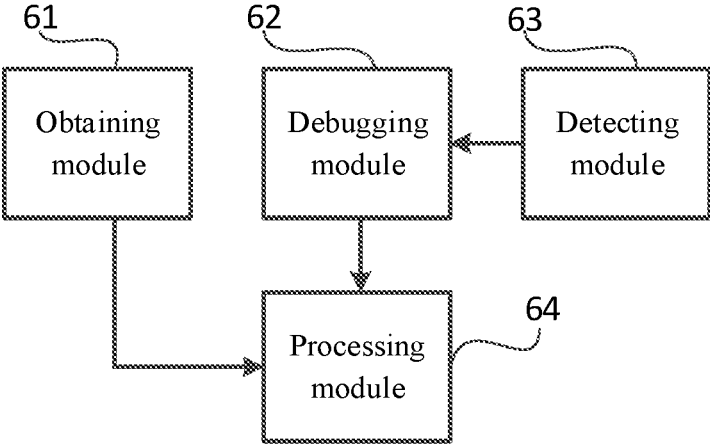 61
62
63
Obtaining
module
Debugging
module
Detecting
module
Processing
module
64